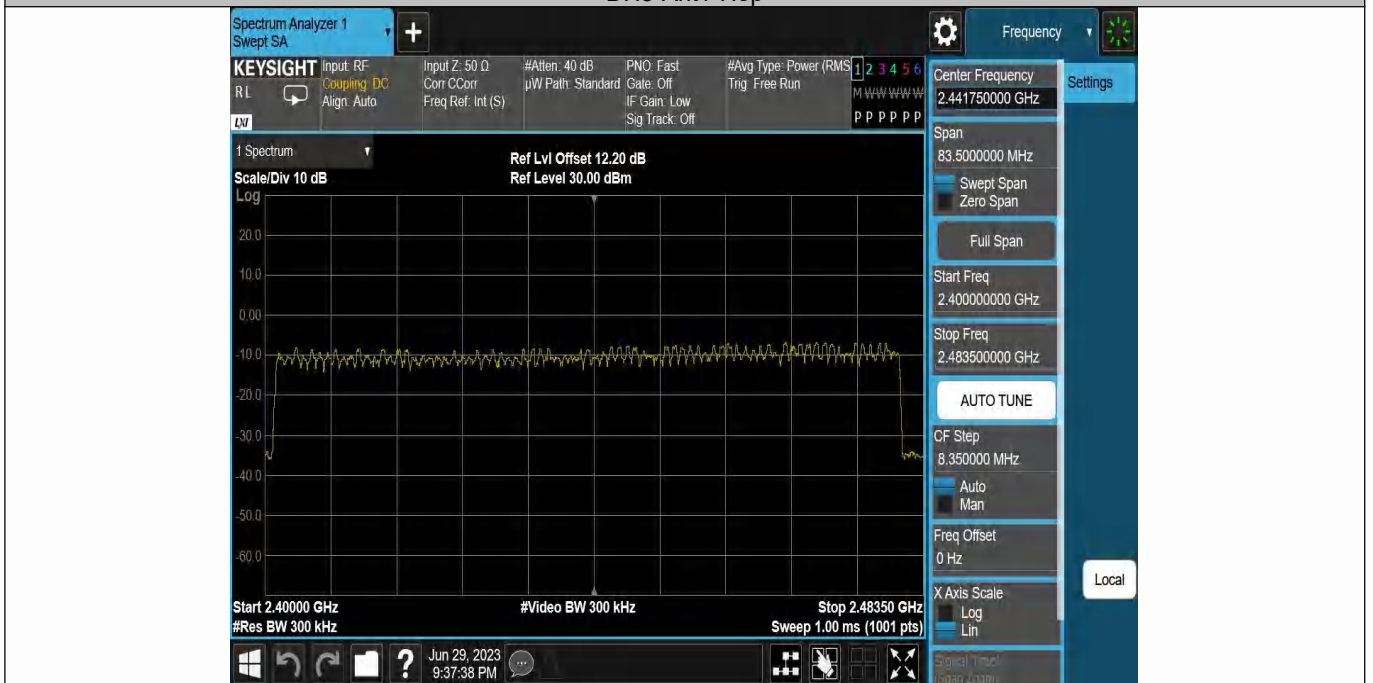 Spectrum Analyzer 1
Swept SA
+
Frequency
KEYSIGHT
RL
LXI
Input: RF
Coupling: DC
Align: Auto
Input Z: 50 Ω
Corr CCorr
Freq Ref: Int (S)
#Atten: 40 dB
µW Path: Standard
PNO: Fast
Gate: Off
IF Gain: Low
Sig Track: Off
#Avg Type: Power (RMS
Trig: Free Run
1 2 3 4 5 6
M W W W W W
P P P P P P
1 Spectrum
Scale/Div 10 dB
Ref Lvl Offset 12.20 dB
Ref Level 30.00 dBm
Log
20.0
10.0
0.00
-10.0
-20.0
-30.0
-40.0
-50.0
-60.0
Start 2.40000 GHz
#Res BW 300 kHz
#Video BW 300 kHz
Stop 2.48350 GHz
Sweep 1.00 ms (1001 pts)
?
Jun 29, 2023
9:37:38 PM
Center Frequency
2.441750000 GHz
Settings
Span
83.5000000 MHz
Swept Span
Zero Span
Full Span
Start Freq
2.400000000 GHz
Stop Freq
2.483500000 GHz
AUTO TUNE
CF Step
8.350000 MHz
Auto
Man
Freq Offset
0 Hz
X Axis Scale
Log
Lin
Local
Signal Track
(Span Zoom)